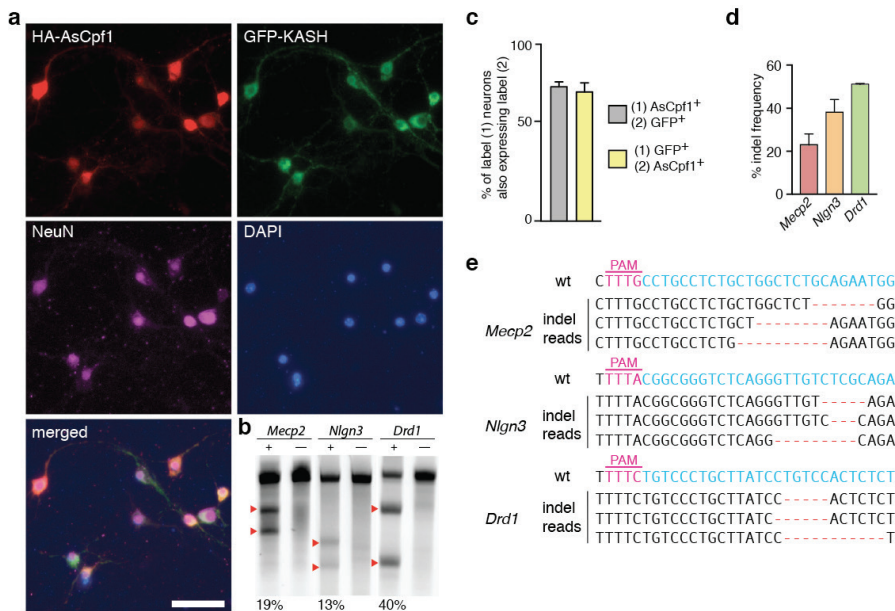 a
HA-AsCpf1
GFP-KASH
NeuN
DAPI
merged
b
Mecp2 Nlgn3 Drd1
+ — + — + —
19% 13% 40%
c
% of label (1) neurons
also expressing label (2)
100
50
0
(1) AsCpf1+
(2) GFP+
(1) GFP+
(2) AsCpf1+
d
% indel frequency
60
40
20
0
Mecp2 Nlgn3 Drd1
e
PAM
wt CTTTGCCTGCCTCTGCTGGCTCTGCAGAATGG
Mecp2
indel
reads
CTTTGCCTGCCTCTGCTGGCTCT-------GG
CTTTGCCTGCCTCTGCT--------AGAATGG
CTTTGCCTGCCTCTG----------AGAATGG
PAM
wt TTTTACGGCGGGTCTCAGGGTTGTCTCGCAGA
Nlgn3
indel
reads
TTTTACGGCGGGTCTCAGGGTTGT-----AGA
TTTTACGGCGGGTCTCAGGGTTGTC---CAGA
TTTTACGGCGGGTCTCAGG---------CAGA
PAM
wt TTTTCTGTCCCTGCTTATCCTGTCCACTCTCT
Drd1
indel
reads
TTTTCTGTCCCTGCTTATCC-----ACTCTCT
TTTTCTGTCCCTGCTTATC------ACTCTCT
TTTTCTGTCCCTGCTTATCC-----------T